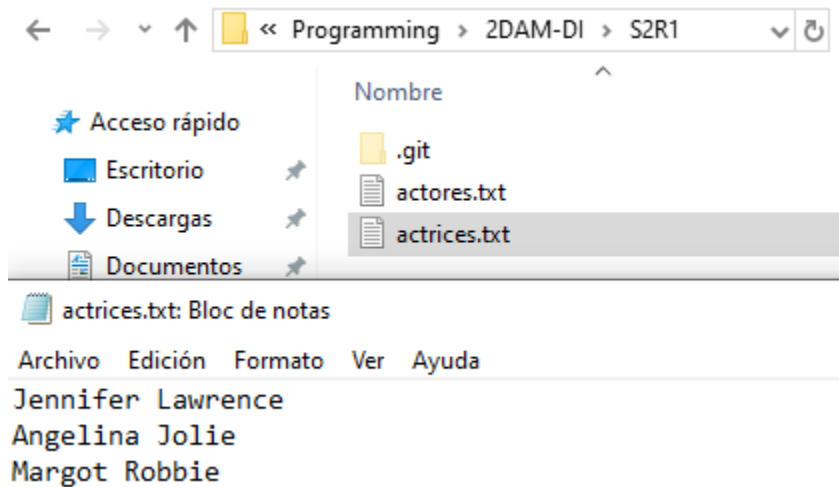 « Programming > 2DAM-DI > S2R1
Nombre
Acceso rápido
.git
Escritorio
actores.txt
Descargas
actrices.txt
Documentos
actrices.txt: Bloc de notas
Archivo Edición Formato Ver Ayuda
Jennifer Lawrence
Angelina Jolie
Margot Robbie